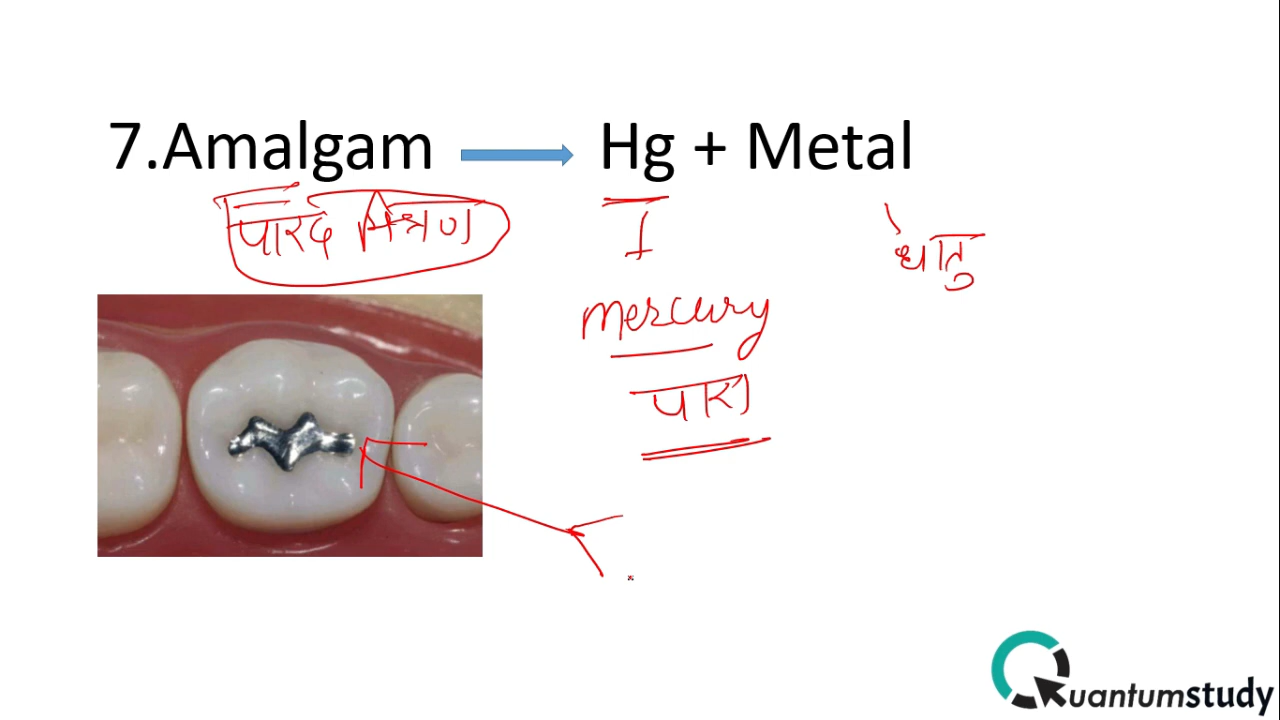 7.Amalgam Hg + Metal
पारद मिश्रण
धातु
mercury
पारा
Quantumstudy